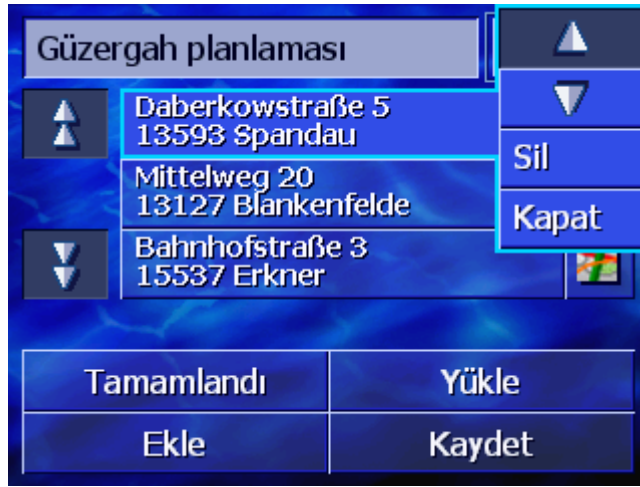 Güzergah planlaması
Daberkowstraße 5
13593 Spandau
Sil
Mittelweg 20
13127 Blankenfelde
Kapat
Bahnhofstraße 3
15537 Erkner
Tamamlandı
Yükle
Ekle
Kaydet